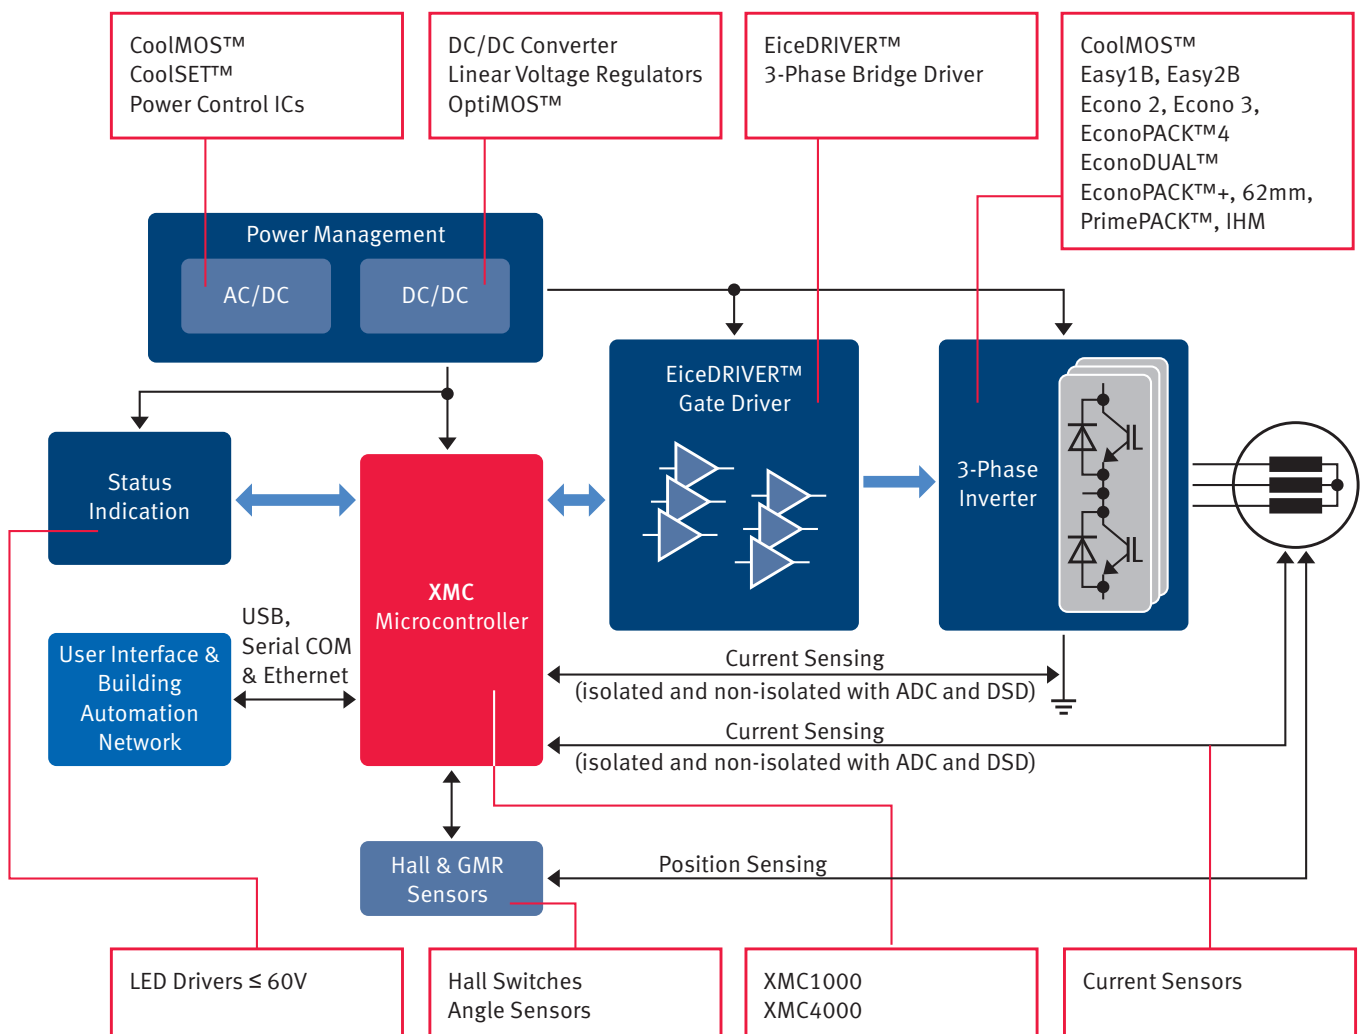 CoolMOS™
CoolSET™
Power Control ICs
DC/DC Converter
Linear Voltage Regulators
OptiMOS™
EiceDRIVER™
3-Phase Bridge Driver
CoolMOS™
Easy1B, Easy2B
Econo 2, Econo 3,
EconoPACK™4
EconoDUAL™
EconoPACK™+, 62mm,
PrimePACK™, IHM
Power Management
AC/DC
DC/DC
EiceDRIVER™
Gate Driver
3-Phase
Inverter
Status
Indication
XMC
Microcontroller
USB,
Serial COM
& Ethernet
User Interface &
Building
Automation
Network
Current Sensing
(isolated and non-isolated with ADC and DSD)
Current Sensing
(isolated and non-isolated with ADC and DSD)
Hall & GMR
Sensors
Position Sensing
LED Drivers ≤ 60V
Hall Switches
Angle Sensors
XMC1000
XMC4000
Current Sensors